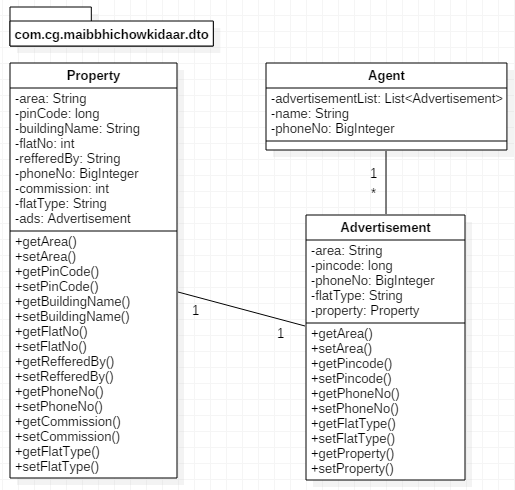 com.cg.maibbhichowkidaar.dto
Property
-area: String
-pinCode: long
-buildingName: String
-flatNo: int
-refferedBy: String
-phoneNo: BigInteger
-commission: int
-flatType: String
-ads: Advertisement
+getArea()
+setArea()
+getPinCode()
+setPinCode()
+getBuildingName()
+setBuildingName()
+getFlatNo()
+setFlatNo()
+getRefferedBy()
+setRefferedBy()
+getPhoneNo()
+setPhoneNo()
+getCommission()
+setCommission()
+getFlatType()
+setFlatType()
Agent
-advertisementList: List<Advertisement>
-name: String
-phoneNo: BigInteger
1
*
Advertisement
-area: String
-pincode: long
-phoneNo: BigInteger
-flatType: String
-property: Property
+getArea()
+setArea()
+getPincode()
+setPincode()
+getPhoneNo()
+setPhoneNo()
+getFlatType()
+setFlatType()
+getProperty()
+setProperty()
1
1